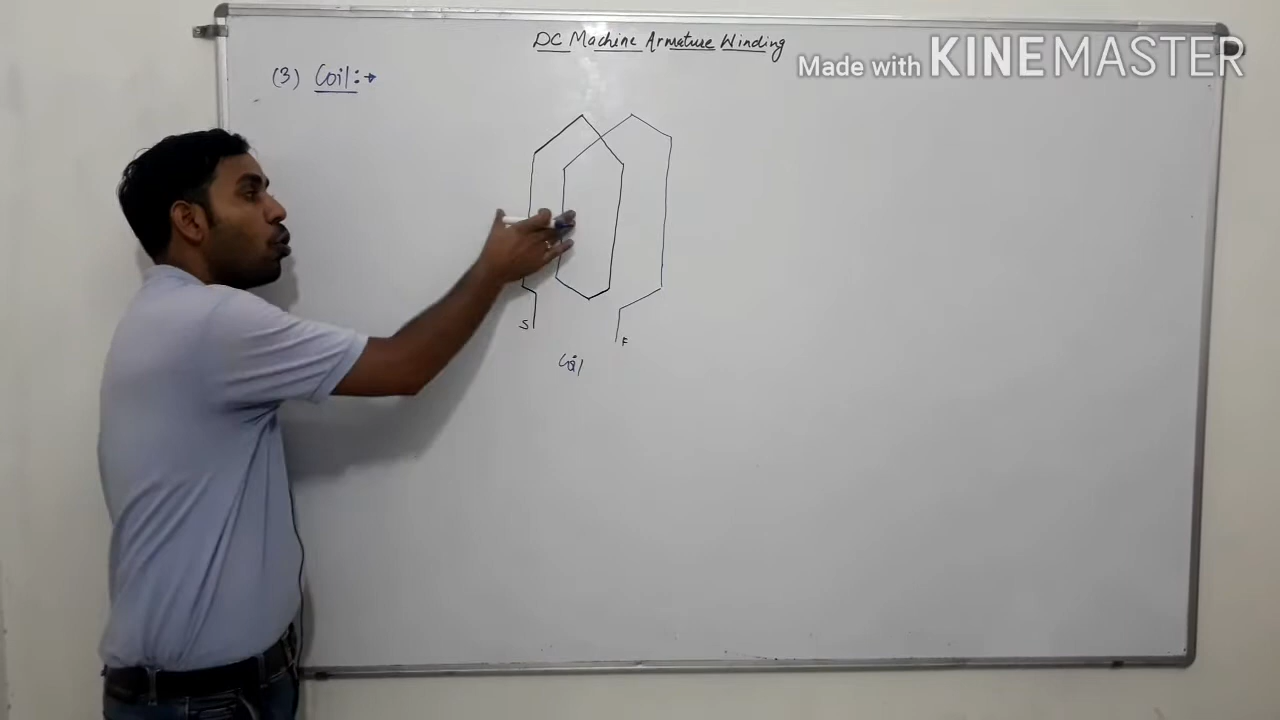 DC Machine Armature Winding
Made with KINEMASTER
(3) Coil:→
S
F
Coil